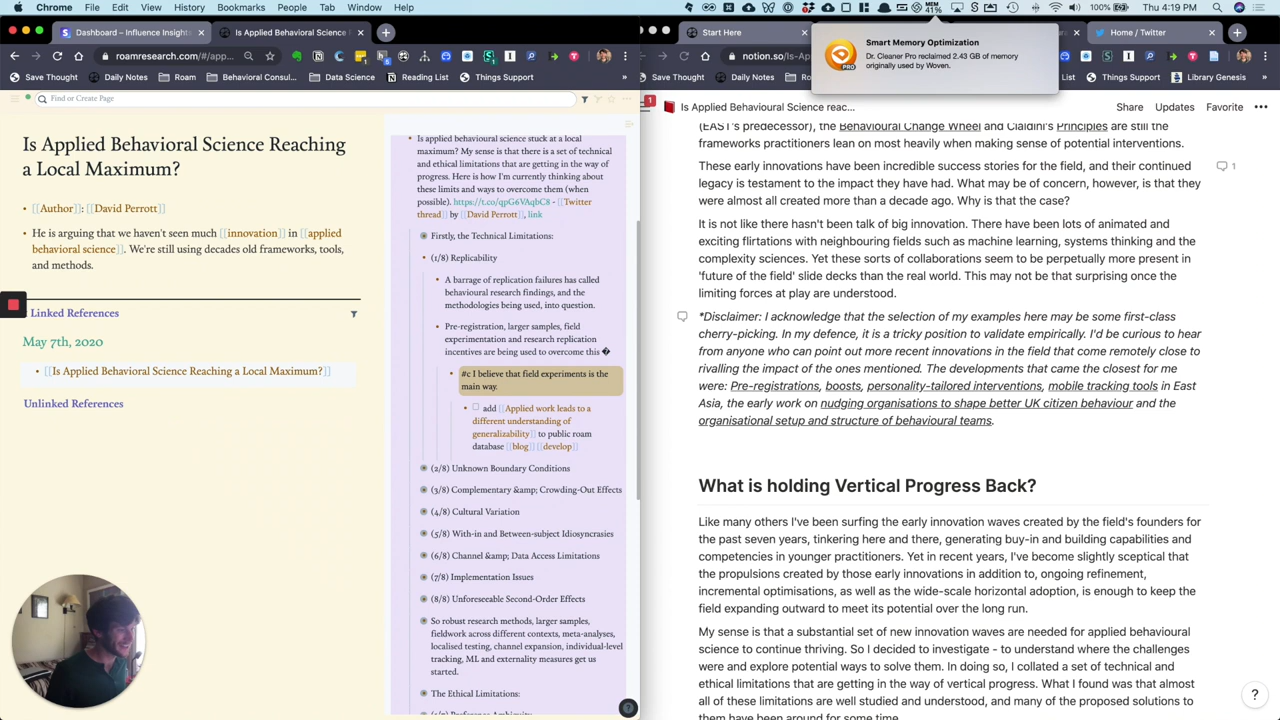 MEM
41%
100%
Thu 4:19 PM
Dashboard – Influence Insight
Is Applied Behavioral Science
roamresearch.com/#/app/
Save Thought
Roam
Behavioral Consul...
Data Science
Reading List
Things Support
Find or Create Page
Is Applied Behavioral Science Reaching
a Local Maximum?
[[Author]]: [[David Perrott]]
He is arguing that we haven't seen much [[innovation]] in [[applied
behavioral science]]. We're still using decades old frameworks, tools,
and methods.
Linked References
May 7th, 2020
[[Is Applied Behavioral Science Reaching a Local Maximum?]]
Unlinked References
Is applied behavioural science stuck at a local
maximum? My sense is that there is a set of technical
and ethical limitations that are getting in the way of
progress. Here is how I'm currently thinking about
these limits and ways to overcome them (when
possible). https://t.co/qpG6VAqbC8 - [[Twitter
thread]] by [[David Perrott]], link
Firstly, the Technical Limitations:
(1/8) Replicability
A barrage of replication failures has called
behavioural research findings, and the
methodologies being used, into question.
Pre-registration, larger samples, field
experimentation and research replication
incentives are being used to overcome this �
#c I believe that field experiments is the
main way.
add [[Applied work leads to a
different understanding of
generalizability]] to public roam
database [[blog]] [[develop]]
(2/8) Unknown Boundary Conditions
(3/8) Complementary &amp; Crowding-Out Effects
(4/8) Cultural Variation
(5/8) With-in and Between-subject Idiosyncrasies
(6/8) Channel &amp; Data Access Limitations
(7/8) Implementation Issues
(8/8) Unforeseeable Second-Order Effects
So robust research methods, larger samples,
fieldwork across different contexts, meta-analyses,
localised testing, channel expansion, individual-level
tracking, ML and externality measures get us
started.
The Ethical Limitations:
Start Here
Home / Twitter
Smart Memory Optimization
Dr. Cleaner Pro reclaimed 2.43 GB of memory
originally used by Woven.
PRO
notion.so/Is-Ap
Save Thought
Roam
Behavioral Consul...
Data Science
Reading List
Things Support
Library Genesis
1
Is Applied Behavioural Science reac...
Share
Updates
Favorite
(EAST's predecessor), the Behavioural Change Wheel and Cialdini's Principles are still the
frameworks practitioners lean on most heavily when making sense of potential interventions.
These early innovations have been incredible success stories for the field, and their continued
legacy is testament to the impact they have had. What may be of concern, however, is that they
were almost all created more than a decade ago. Why is that the case?
1
It is not like there hasn't been talk of big innovation. There have been lots of animated and
exciting flirtations with neighbouring fields such as machine learning, systems thinking and the
complexity sciences. Yet these sorts of collaborations seem to be perpetually more present in
'future of the field' slide decks than the real world. This may not be that surprising once the
limiting forces at play are understood.
*Disclaimer: I acknowledge that the selection of my examples here may be some first-class
cherry-picking. In my defence, it is a tricky position to validate empirically. I'd be curious to hear
from anyone who can point out more recent innovations in the field that come remotely close to
rivalling the impact of the ones mentioned. The developments that came the closest for me
were: Pre-registrations, boosts, personality-tailored interventions, mobile tracking tools in East
Asia, the early work on nudging organisations to shape better UK citizen behaviour and the
organisational setup and structure of behavioural teams.
What is holding Vertical Progress Back?
Like many others I've been surfing the early innovation waves created by the field's founders for
the past seven years, tinkering here and there, generating buy-in and building capabilities and
competencies in younger practitioners. Yet in recent years, I've become slightly sceptical that
the propulsions created by those early innovations in addition to, ongoing refinement,
incremental optimisations, as well as the wide-scale horizontal adoption, is enough to keep the
field expanding outward to meet its potential over the long run.
My sense is that a substantial set of new innovation waves are needed for applied behavioural
science to continue thriving. So I decided to investigate - to understand where the challenges
were and explore potential ways to solve them. In doing so, I collated a set of technical and
ethical limitations that are getting in the way of vertical progress. What I found was that almost
all of these limitations are well studied and understood, and many of the proposed solutions to
them have been around for some time.